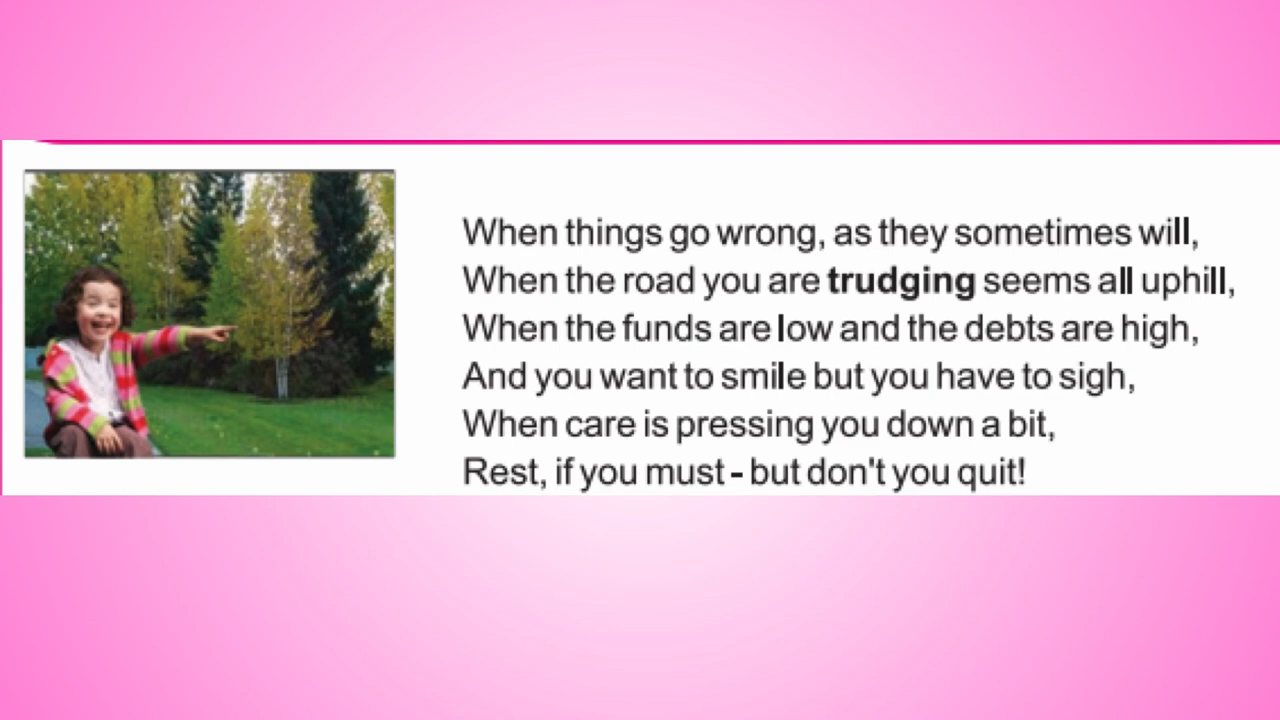 When things go wrong, as they sometimes will,
When the road you are trudging seems all uphill,
When the funds are low and the debts are high,
And you want to smile but you have to sigh,
When care is pressing you down a bit,
Rest, if you must - but don't you quit!